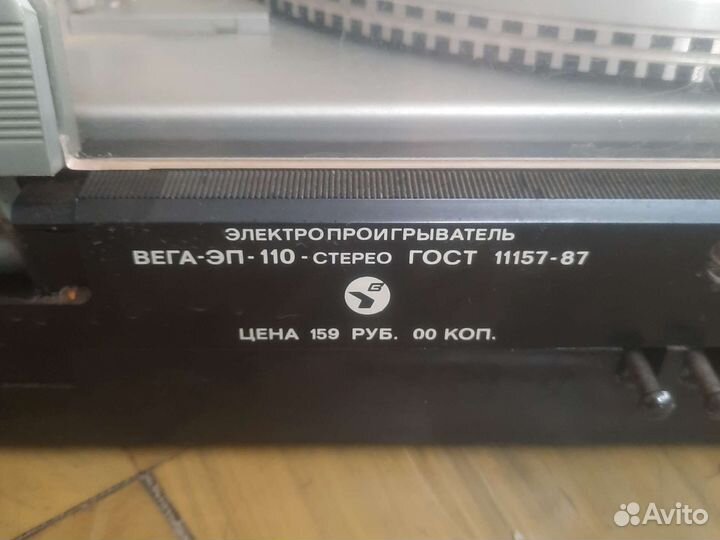 ЭЛЕКТРОПРОИГРЫВАТЕЛЬ
ВЕГА-ЭП-110-СТЕРЕО ГОСТ 11157-87
В
ЦЕНА 159 РУБ. 00 КОП.
Avito